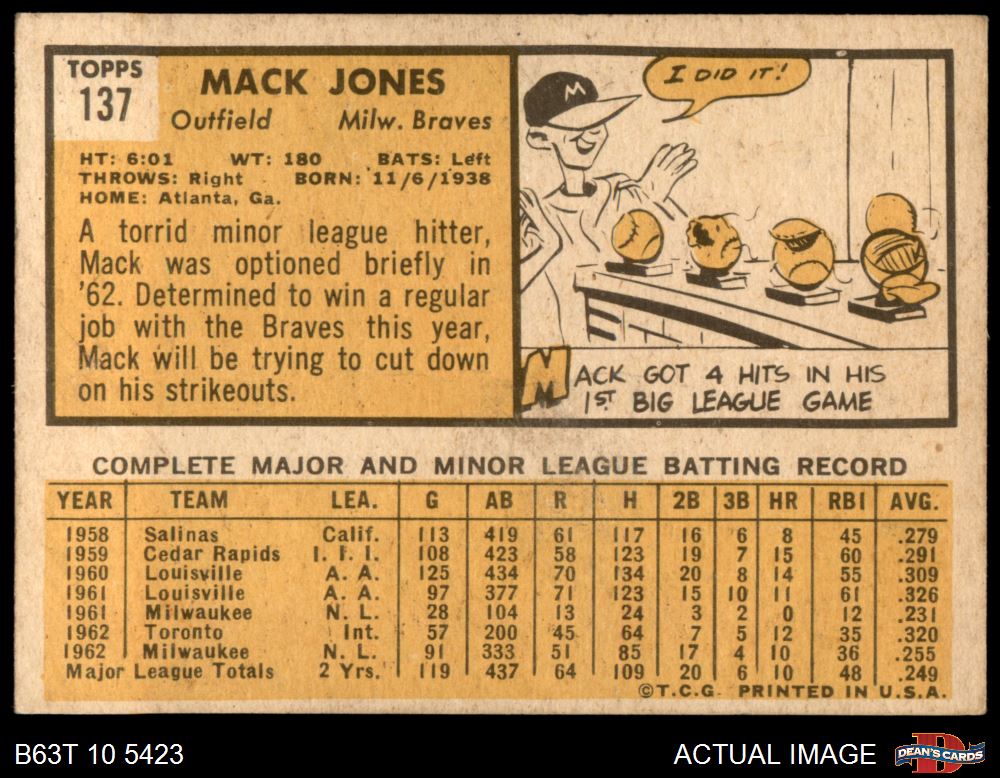 TOPPS
137
MACK JONES
Outfield Milw. Braves
HT: 6:01 WT: 180 BATS: Left
THROWS: Right BORN: 11/6/1938
HOME: Atlanta, Ga.
A torrid minor league hitter,
Mack was optioned briefly in
'62. Determined to win a regular
job with the Braves this year,
Mack will be trying to cut down
on his strikeouts.
M
I DID IT!
MACK GOT 4 HITS IN HIS
1ST BIG LEAGUE GAME
COMPLETE MAJOR AND MINOR LEAGUE BATTING RECORD
YEAR TEAM LEA. G AB R H 2B 3B HR RBI AVG.
1958 Salinas Calif. 113 419 61 117 16 6 8 45 .279
1959 Cedar Rapids I. I. I. 108 423 58 123 19 7 15 60 .291
1960 Louisville A. A. 125 434 70 134 20 8 14 55 .309
1961 Louisville A. A. 97 377 71 123 15 10 11 61 .326
1961 Milwaukee N. L. 28 104 13 24 3 2 0 12 .231
1962 Toronto Int. 57 200 45 64 7 5 12 35 .320
1962 Milwaukee N. L. 91 333 51 85 17 4 10 36 .255
Major League Totals 2 Yrs. 119 437 64 109 20 6 10 48 .249
©T.C.G. PRINTED IN U.S.A.
B63T 10 5423 ACTUAL IMAGE
D
DEAN'S CARDS